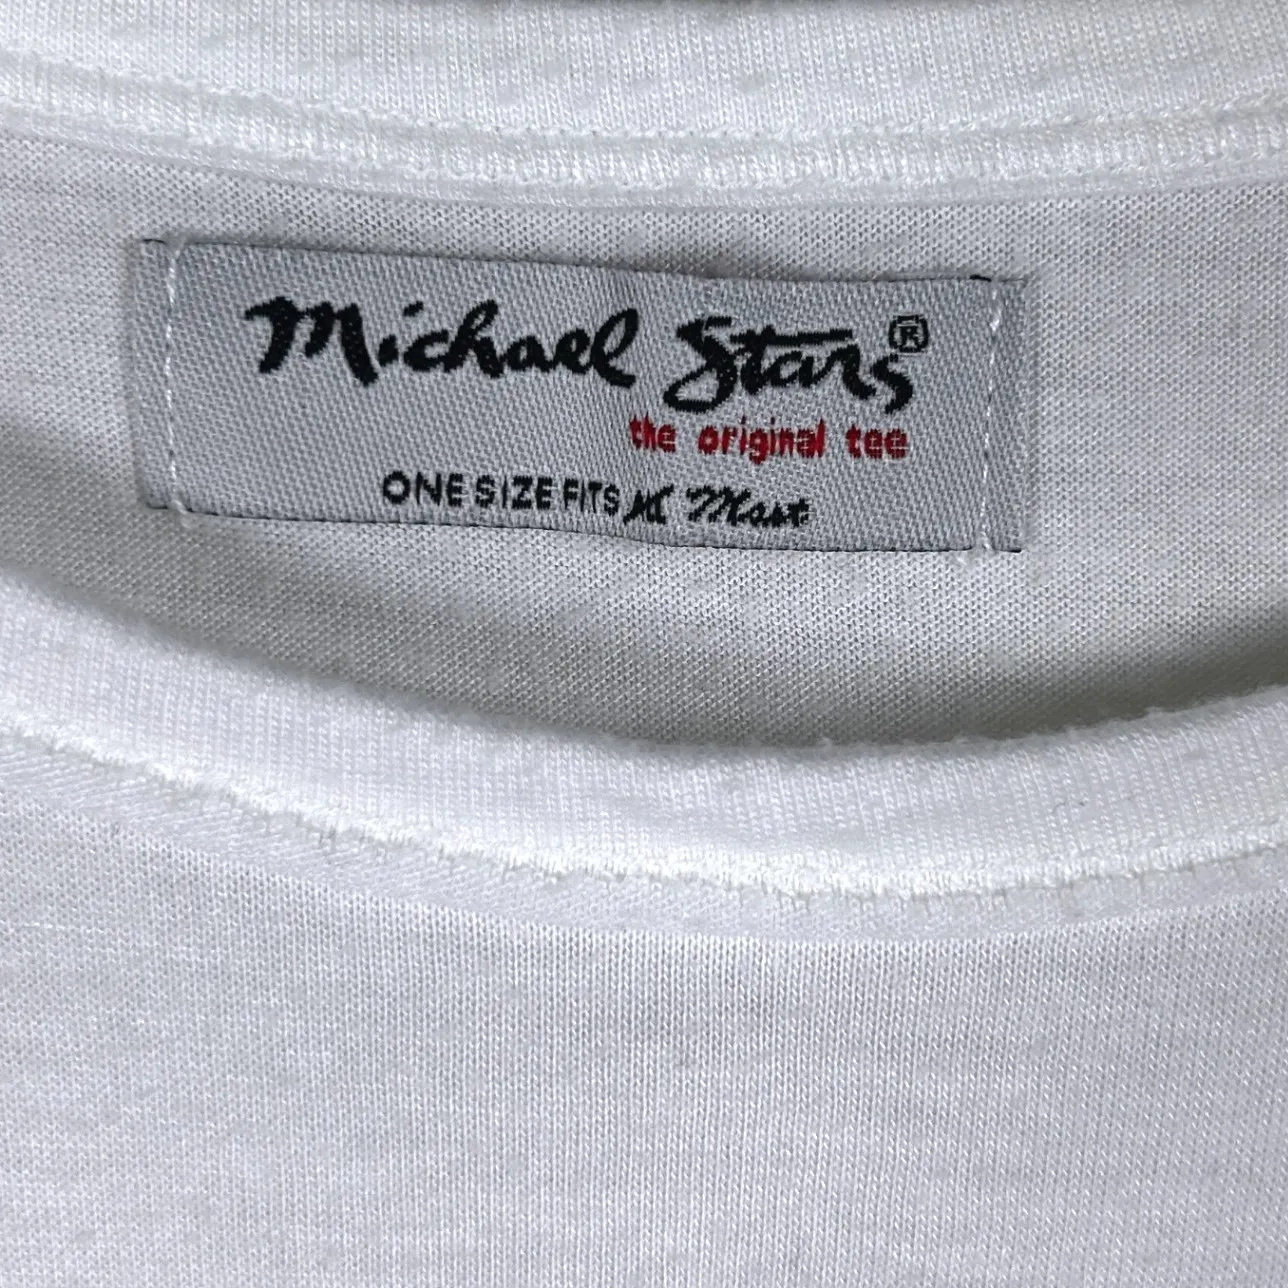 Michael Stars®
the original tee
ONE SIZE FITS Most